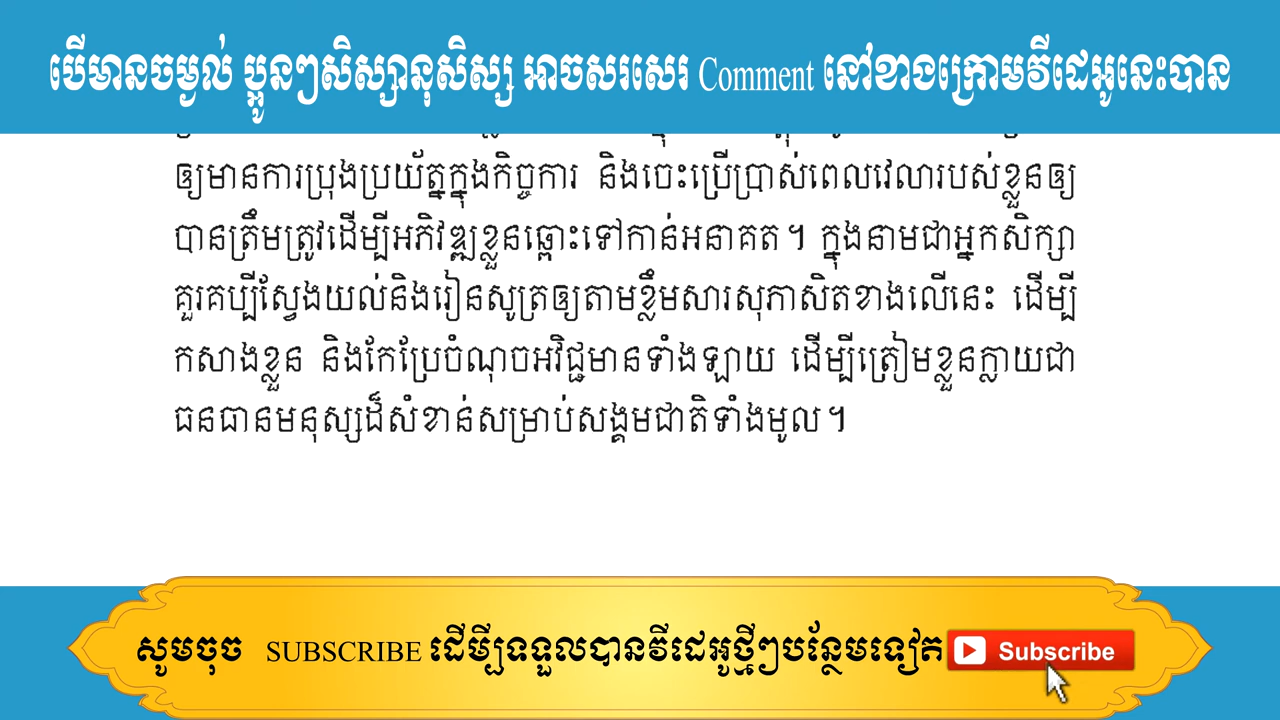 បើមានចម្ងល់ ប្អូនៗសិស្សានុសិស្ស អាចសរសេរ Comment នៅខាងក្រោមវីដេអូនេះបាន
ឲ្យមានការប្រុងប្រយ័ត្នក្នុងកិច្ចការ និងចេះប្រើប្រាស់ពេលវេលារបស់ខ្លួនឲ្យ
បានត្រឹមត្រូវដើម្បីអភិវឌ្ឍខ្លួនឆ្ពោះទៅកាន់អនាគត។ ក្នុងនាមជាអ្នកសិក្សា
គួរគប្បីស្វែងយល់និងរៀនសូត្រឲ្យតាមខ្លឹមសារសុភាសិតខាងលើនេះ ដើម្បី
កសាងខ្លួន និងកែប្រែចំណុចអវិជ្ជមានទាំងឡាយ ដើម្បីត្រៀមខ្លួនក្លាយជា
ធនធានមនុស្សដ៏សំខាន់សម្រាប់សង្គមជាតិទាំងមូល។
សូមចុច SUBSCRIBE ដើម្បីទទួលបានវីដេអូថ្មីៗបន្ថែមទៀត Subscribe